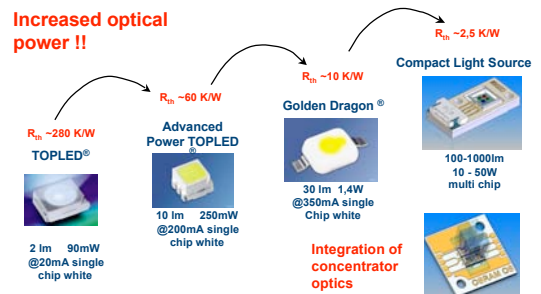 Increased optical
power !!
Rth ~2,5 K/W
Compact Light Source
100-1000lm
10 - 50W
multi chip
Rth ~10 K/W
Golden Dragon ®
30 lm 1,4W
@350mA single
Chip white
Rth ~60 K/W
Advanced
Power TOPLED
®
10 lm 250mW
@200mA single
chip white
Rth ~280 K/W
TOPLED®
2 lm 90mW
@20mA single
chip white
Integration of
concentrator
optics
OSRAM OS